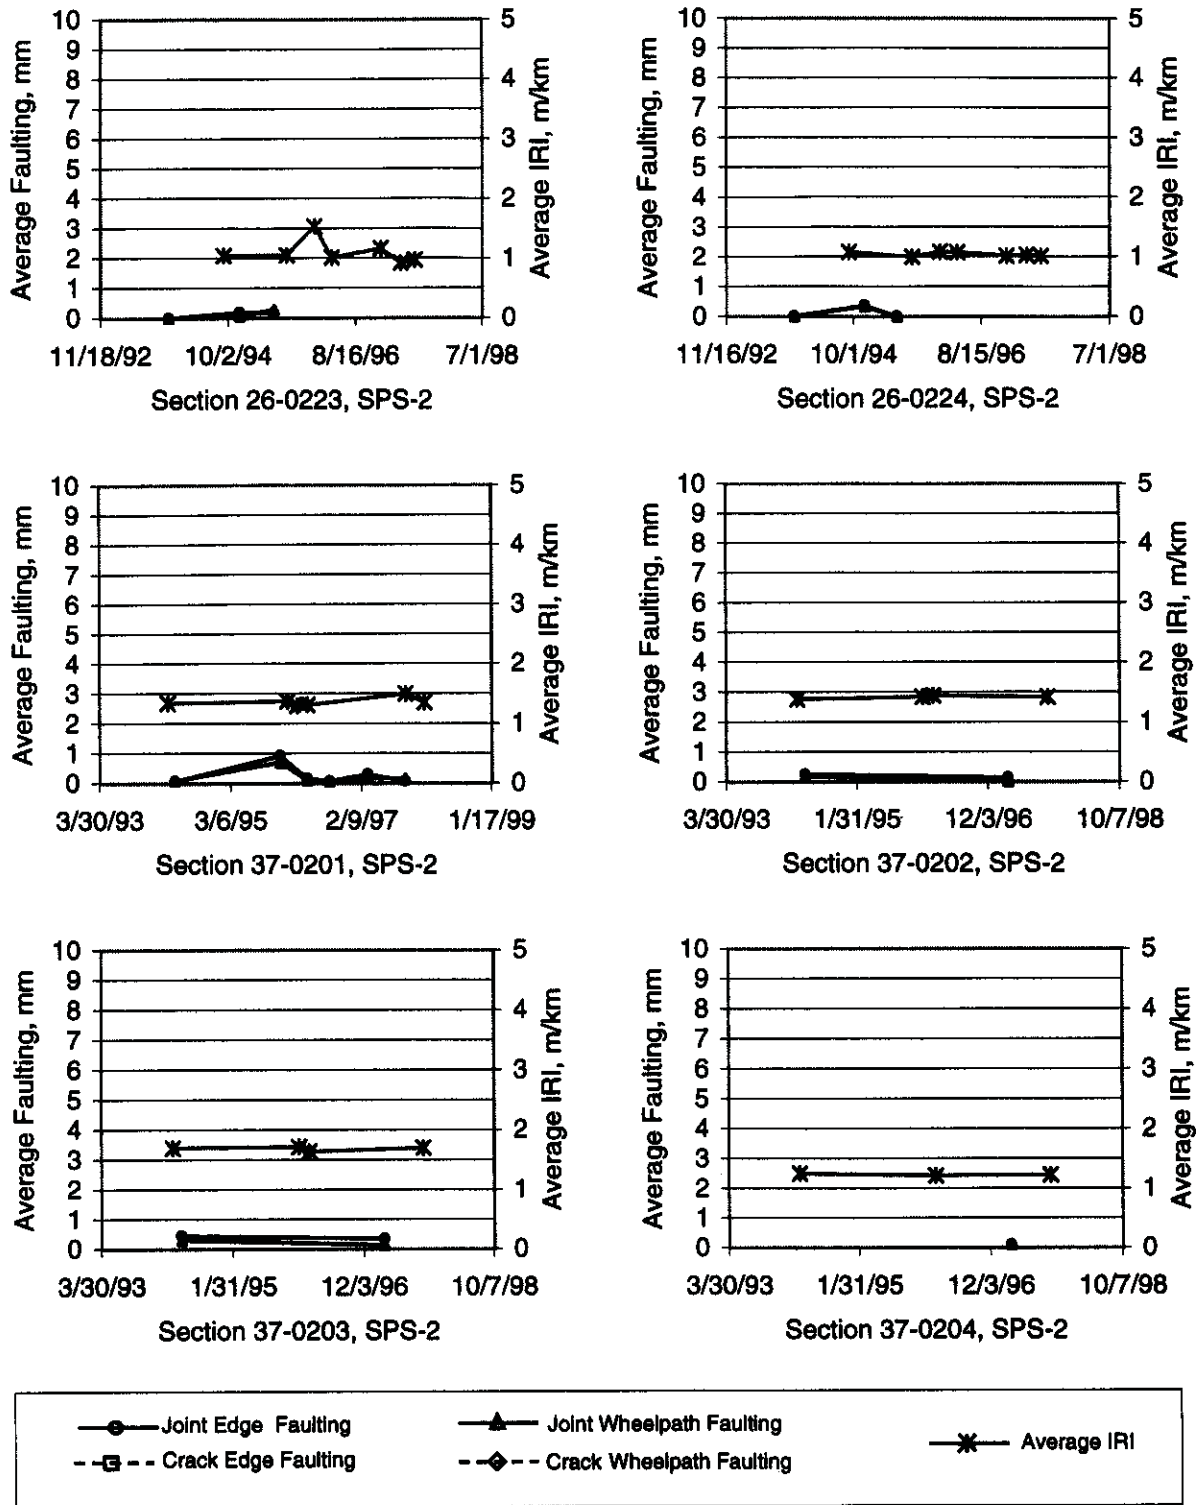 10 9 8 7 6 5 4 3 2 1 0
Average Faulting, mm
5 4 3 2 1 0
Average IRI, m/km
11/18/92 10/2/94 8/16/96 7/1/98
Section 26-0223, SPS-2
10 9 8 7 6 5 4 3 2 1 0
Average Faulting, mm
5 4 3 2 1 0
Average IRI, m/km
11/16/92 10/1/94 8/15/96 7/1/98
Section 26-0224, SPS-2
10 9 8 7 6 5 4 3 2 1 0
Average Faulting, mm
5 4 3 2 1 0
Average IRI, m/km
3/30/93 3/6/95 2/9/97 1/17/99
Section 37-0201, SPS-2
10 9 8 7 6 5 4 3 2 1 0
Average Faulting, mm
5 4 3 2 1 0
Average IRI, m/km
3/30/93 1/31/95 12/3/96 10/7/98
Section 37-0202, SPS-2
10 9 8 7 6 5 4 3 2 1 0
Average Faulting, mm
5 4 3 2 1 0
Average IRI, m/km
3/30/93 1/31/95 12/3/96 10/7/98
Section 37-0203, SPS-2
10 9 8 7 6 5 4 3 2 1 0
Average Faulting, mm
5 4 3 2 1 0
Average IRI, m/km
3/30/93 1/31/95 12/3/96 10/7/98
Section 37-0204, SPS-2
Joint Edge Faulting
Joint Wheelpath Faulting
Average IRI
Crack Edge Faulting
Crack Wheelpath Faulting